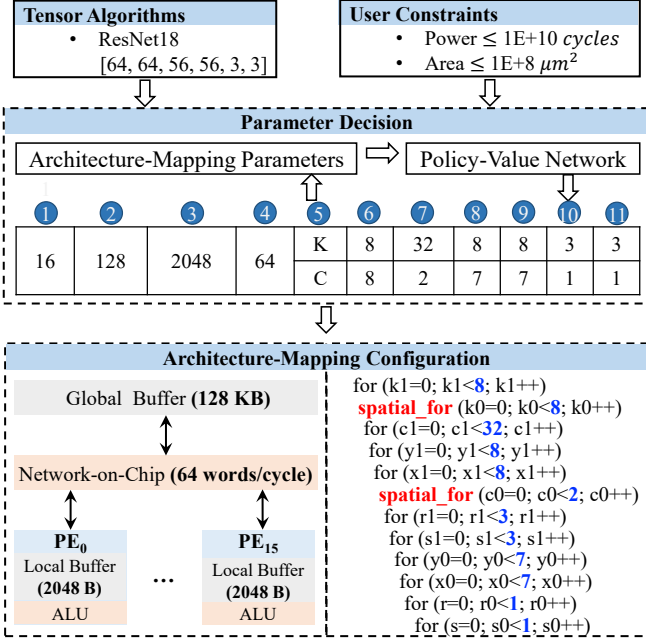 Tensor Algorithms
• ResNet18
[64, 64, 56, 56, 3, 3]
User Constraints
• Power ≤ 1E+10 cycles
• Area ≤ 1E+8 μm²
Parameter Decision
Architecture-Mapping Parameters
Policy-Value Network
1 2 3 4 5 6 7 8 9 10 11
16 128 2048 64
K 8 32 8 8 3 3
C 8 2 7 7 1 1
Architecture-Mapping Configuration
Global Buffer (128 KB)
Network-on-Chip (64 words/cycle)
PE0
Local Buffer
(2048 B)
ALU
...
PE15
Local Buffer
(2048 B)
ALU
for (k1=0; k1<8; k1++)
spatial_for (k0=0; k0<8; k0++)
for (c1=0; c1<32; c1++)
for (y1=0; y1<8; y1++)
for (x1=0; x1<8; x1++)
spatial_for (c0=0; c0<2; c0++)
for (r1=0; r1<3; r1++)
for (s1=0; s1<3; s1++)
for (y0=0; y0<7; y0++)
for (x0=0; x0<7; x0++)
for (r=0; r0<1; r0++)
for (s=0; s0<1; s0++)